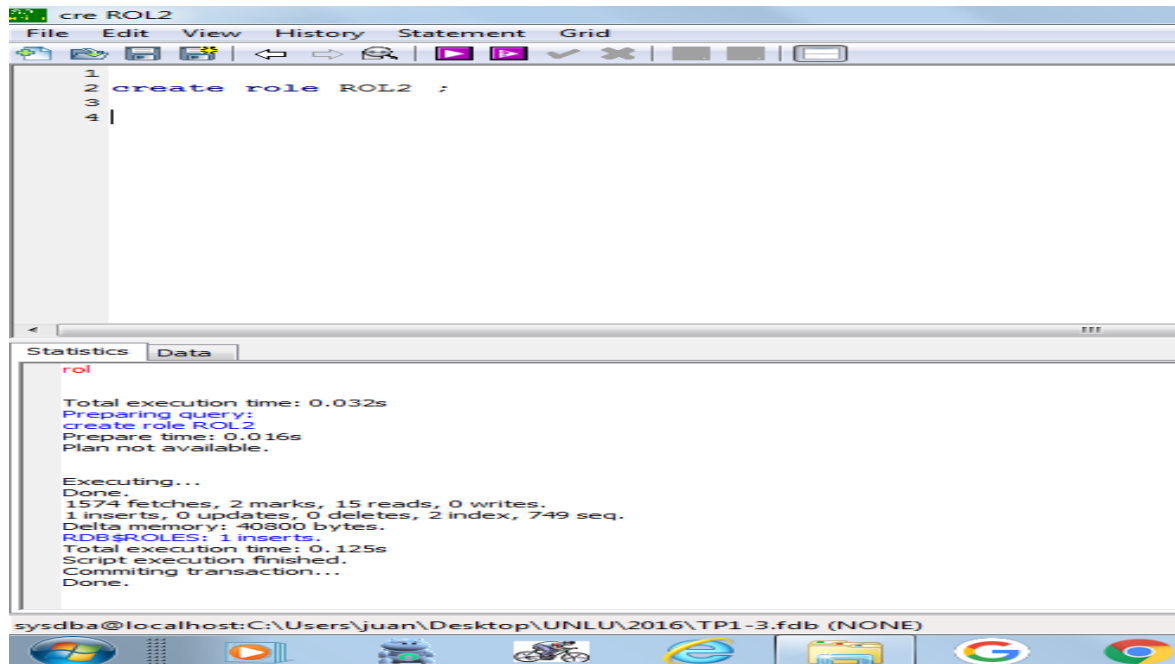 cre ROL2
File Edit View History Statement Grid
1
2 create role ROL2 ;
3
4
Statistics Data
rol
Total execution time: 0.032s
Preparing query:
create role ROL2
Prepare time: 0.016s
Plan not available.
Executing...
Done.
1574 fetches, 2 marks, 15 reads, 0 writes.
1 inserts, 0 updates, 0 deletes, 2 index, 749 seq.
Delta memory: 40800 bytes.
RDB$ROLES: 1 inserts.
Total execution time: 0.125s
Script execution finished.
Commiting transaction...
Done.
sysdba@localhost:C:\Users\juan\Desktop\UNLU\2016\TP1-3.fdb (NONE)